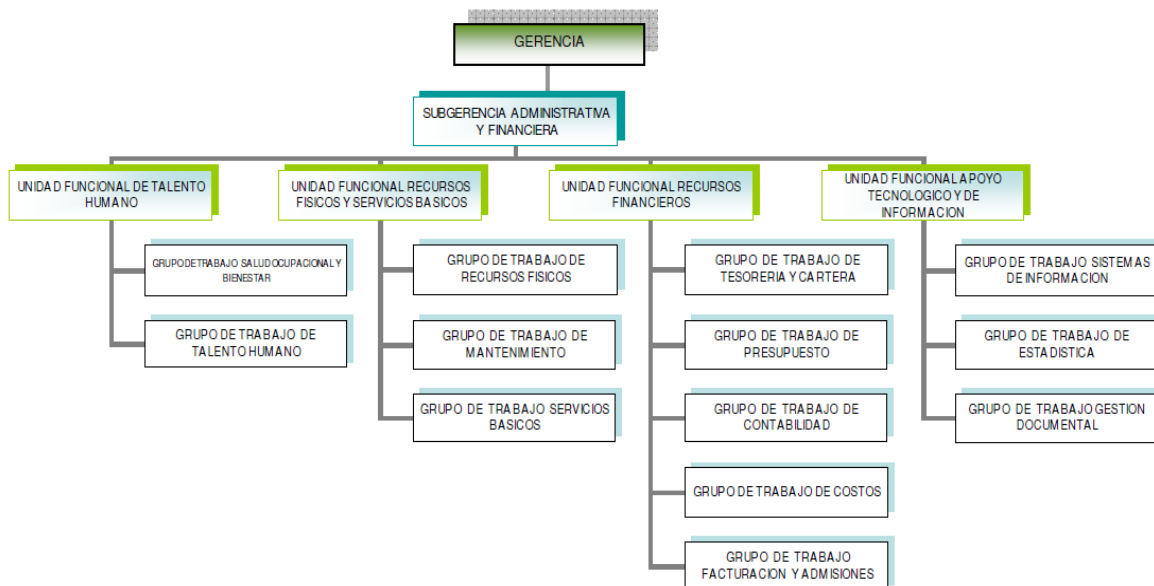 GERENCIA
SUBGERENCIA ADMINISTRATIVA
Y FINANCIERA
UNIDAD FUNCIONAL DE TALENTO
HUMANO
GRUPO DE TRABAJO SALUD OCUPACIONAL Y
BIENESTAR
GRUPO DE TRABAJO DE
TALENTO HUMANO
UNIDAD FUNCIONAL RECURSOS
FISICOS Y SERVICIOS BASICOS
GRUPO DE TRABAJO DE
RECURSOS FISICOS
GRUPO DE TRABAJO DE
MANTENIMIENTO
GRUPO DE TRABAJO SERVICIOS
BASICOS
UNIDAD FUNCIONAL RECURSOS
FINANCIEROS
GRUPO DE TRABAJO DE
TESORERIA Y CARTERA
GRUPO DE TRABAJO DE
PRESUPUESTO
GRUPO DE TRABAJO DE
CONTABILIDAD
GRUPO DE TRABAJO DE COSTOS
GRUPO DE TRABAJO
FACTURACION Y ADMISIONES
UNIDAD FUNCIONAL APOYO
TECNOLOGICO Y DE
INFORMACION
GRUPO DE TRABAJO SISTEMAS
DE INFORMACION
GRUPO DE TRABAJO DE
ESTADISTICA
GRUPO DE TRABAJO GESTION
DOCUMENTAL